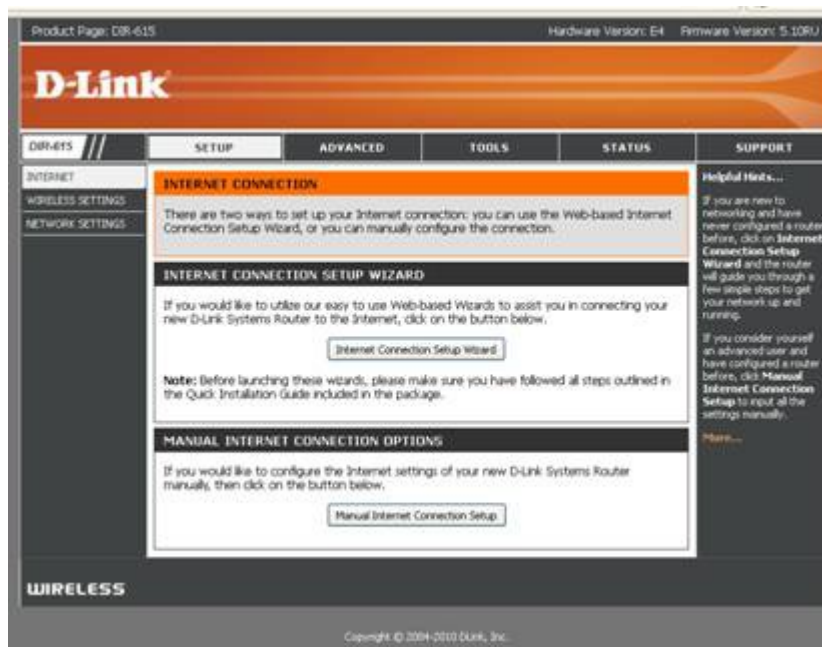 Product Page: DIR-615
Hardware Version: E4 Firmware Version: 5.10RU
D-Link
DIR-615
SETUP
ADVANCED
TOOLS
STATUS
SUPPORT
INTERNET
WIRELESS SETTINGS
NETWORK SETTINGS
INTERNET CONNECTION
There are two ways to set up your Internet connection: you can use the Web-based Internet
Connection Setup Wizard, or you can manually configure the connection.
INTERNET CONNECTION SETUP WIZARD
If you would like to utilize our easy to use Web-based Wizards to assist you in connecting your
new D-Link Systems Router to the Internet, click on the button below.
Internet Connection Setup Wizard
Note: Before launching these wizards, please make sure you have followed all steps outlined in
the Quick Installation Guide included in the package.
MANUAL INTERNET CONNECTION OPTIONS
If you would like to configure the Internet settings of your new D-Link Systems Router
manually, then click on the button below.
Manual Internet Connection Setup
Helpful Hints...
If you are new to
networking and have
never configured a router
before, click on Internet
Connection Setup
Wizard and the router
will guide you through a
few simple steps to get
your network up and
running.
If you consider yourself
an advanced user and
have configured a router
before, click Manual
Internet Connection
Setup to input all the
settings manually.
More...
WIRELESS
Copyright © 2004-2010 D-Link, Inc.